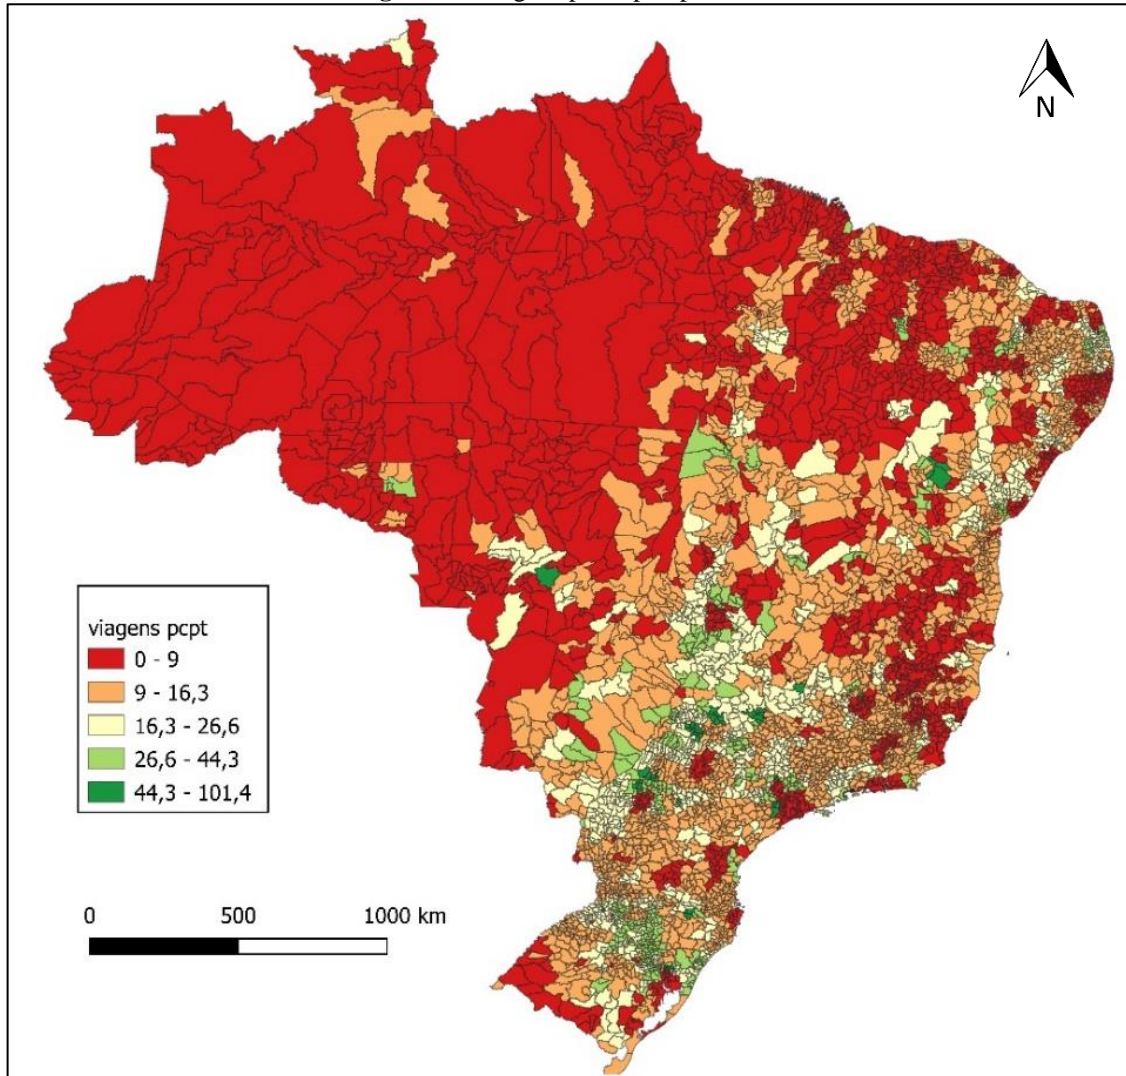 N
viagens pcpt
0 - 9
9 - 16,3
16,3 - 26,6
26,6 - 44,3
44,3 - 101,4
0 500 1000 km